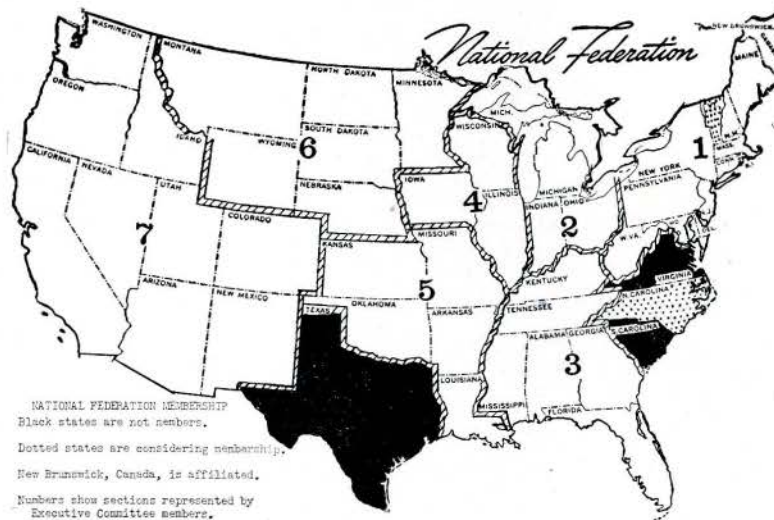 National Federation
WASHINGTON
MONTANA
NORTH DAKOTA
MINNESOTA
NEW BRUNSWICK
MAINE
OREGON
IDAHO
WYOMING
SOUTH DAKOTA
WISCONSIN
MICH.
MICHIGAN
N.H.
MASS.
CONN.
1
6
CALIFORNIA
NEVADA
UTAH
NEBRASKA
IOWA
ILLINOIS
INDIANA
OHIO
NEW YORK
PENNSYLVANIA
4
2
7
COLORADO
KANSAS
MISSOURI
W. VA.
MD.
DEL.
VIRGINIA
KENTUCKY
5
ARIZONA
NEW MEXICO
OKLAHOMA
TEXAS
ARKANSAS
TENNESSEE
N. CAROLINA
S. CAROLINA
ALABAMA
GEORGIA
3
LOUISIANA
MISSISSIPPI
FLORIDA
NATIONAL FEDERATION MEMBERSHIP
Black states are not members.
Dotted states are considering membership.
New Brunswick, Canada, is affiliated.
Numbers show sections represented by
Executive Committee members.